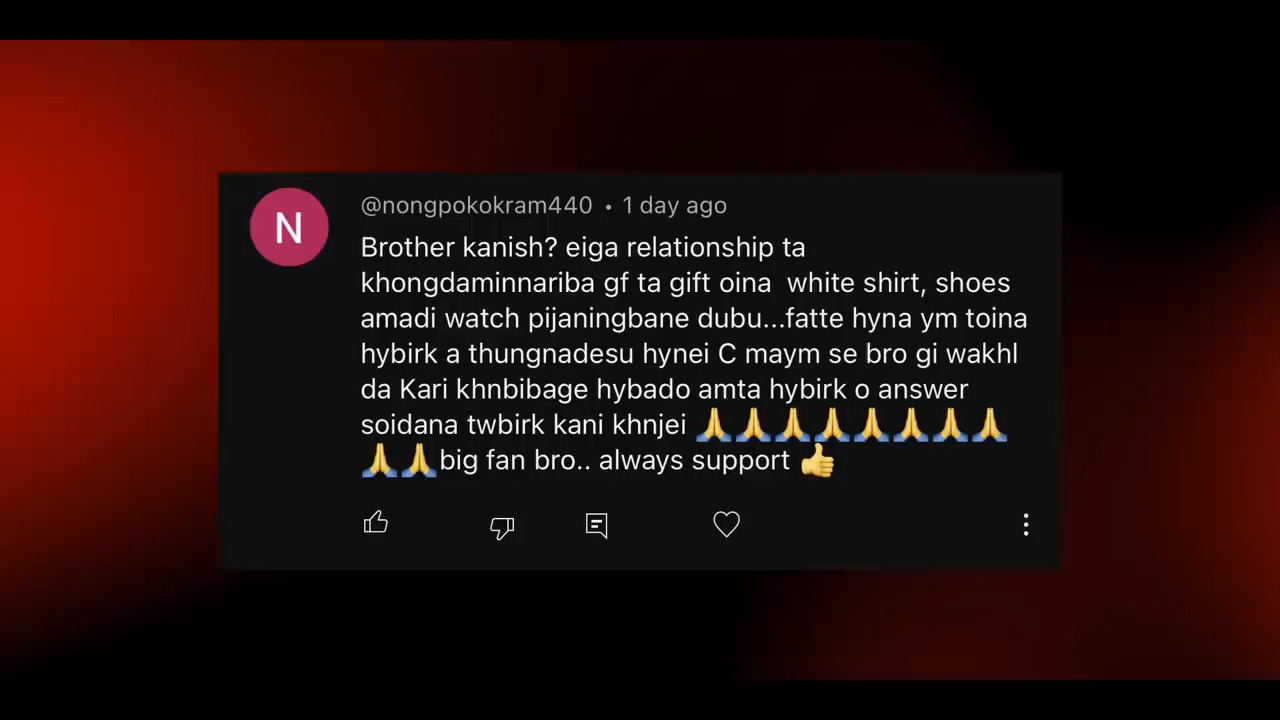 N
@nongpokokram440 • 1 day ago
Brother kanish? eiga relationship ta
khongdaminnariba gf ta gift oina white shirt, shoes
amadi watch pijaningbane dubu...fatte hyna ym toina
hybirk a thungnadesu hynei C maym se bro gi wakhl
da Kari khnbibage hybado amta hybirk o answer
soidana twbirk kani khnjei 🙏🙏🙏🙏🙏🙏🙏🙏
🙏🙏big fan bro.. always support 👍